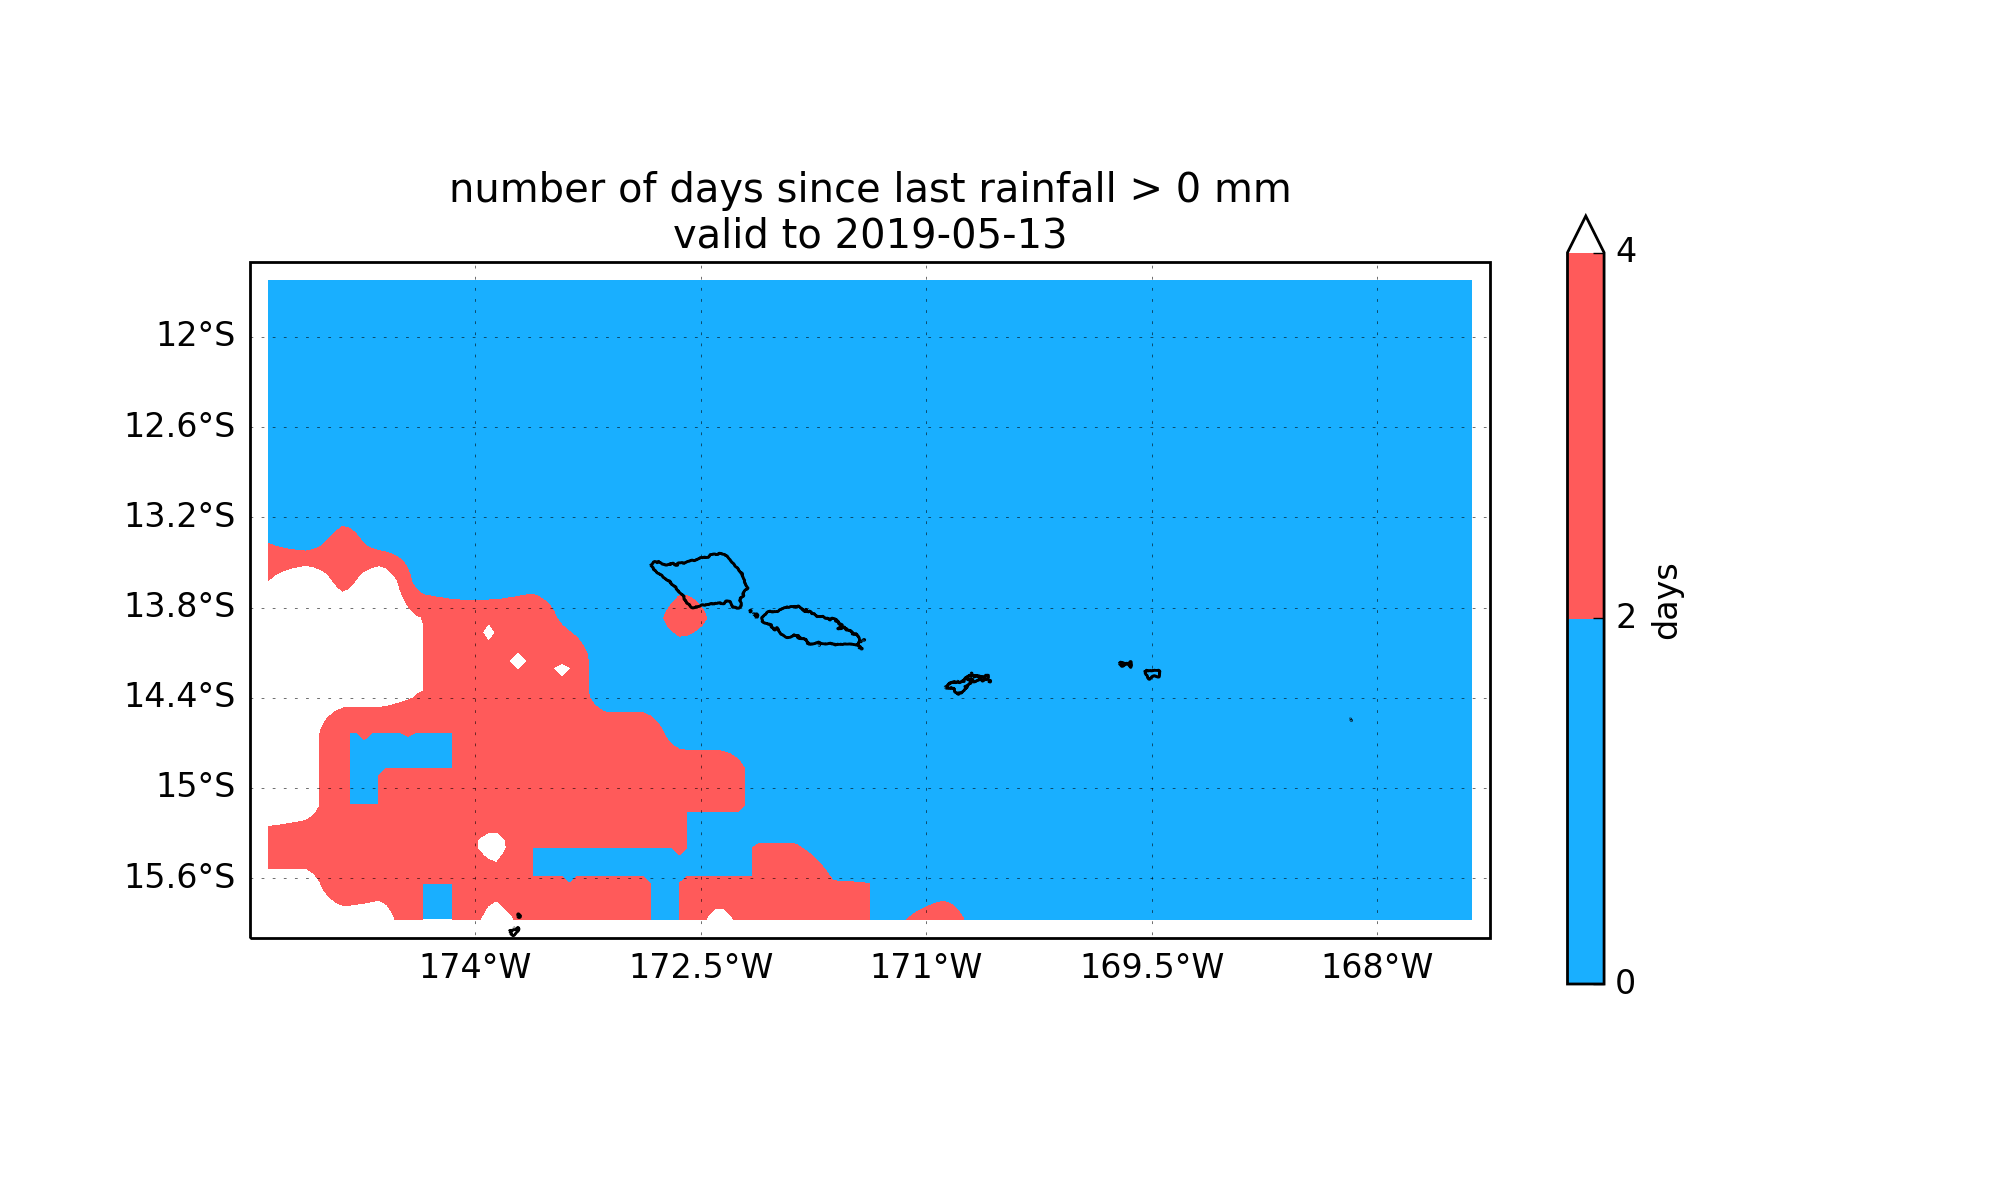 number of days since last rainfall > 0 mm
valid to 2019-05-13
12°S
12.6°S
13.2°S
13.8°S
14.4°S
15°S
15.6°S
174°W
172.5°W
171°W
169.5°W
168°W
4
2
0
days